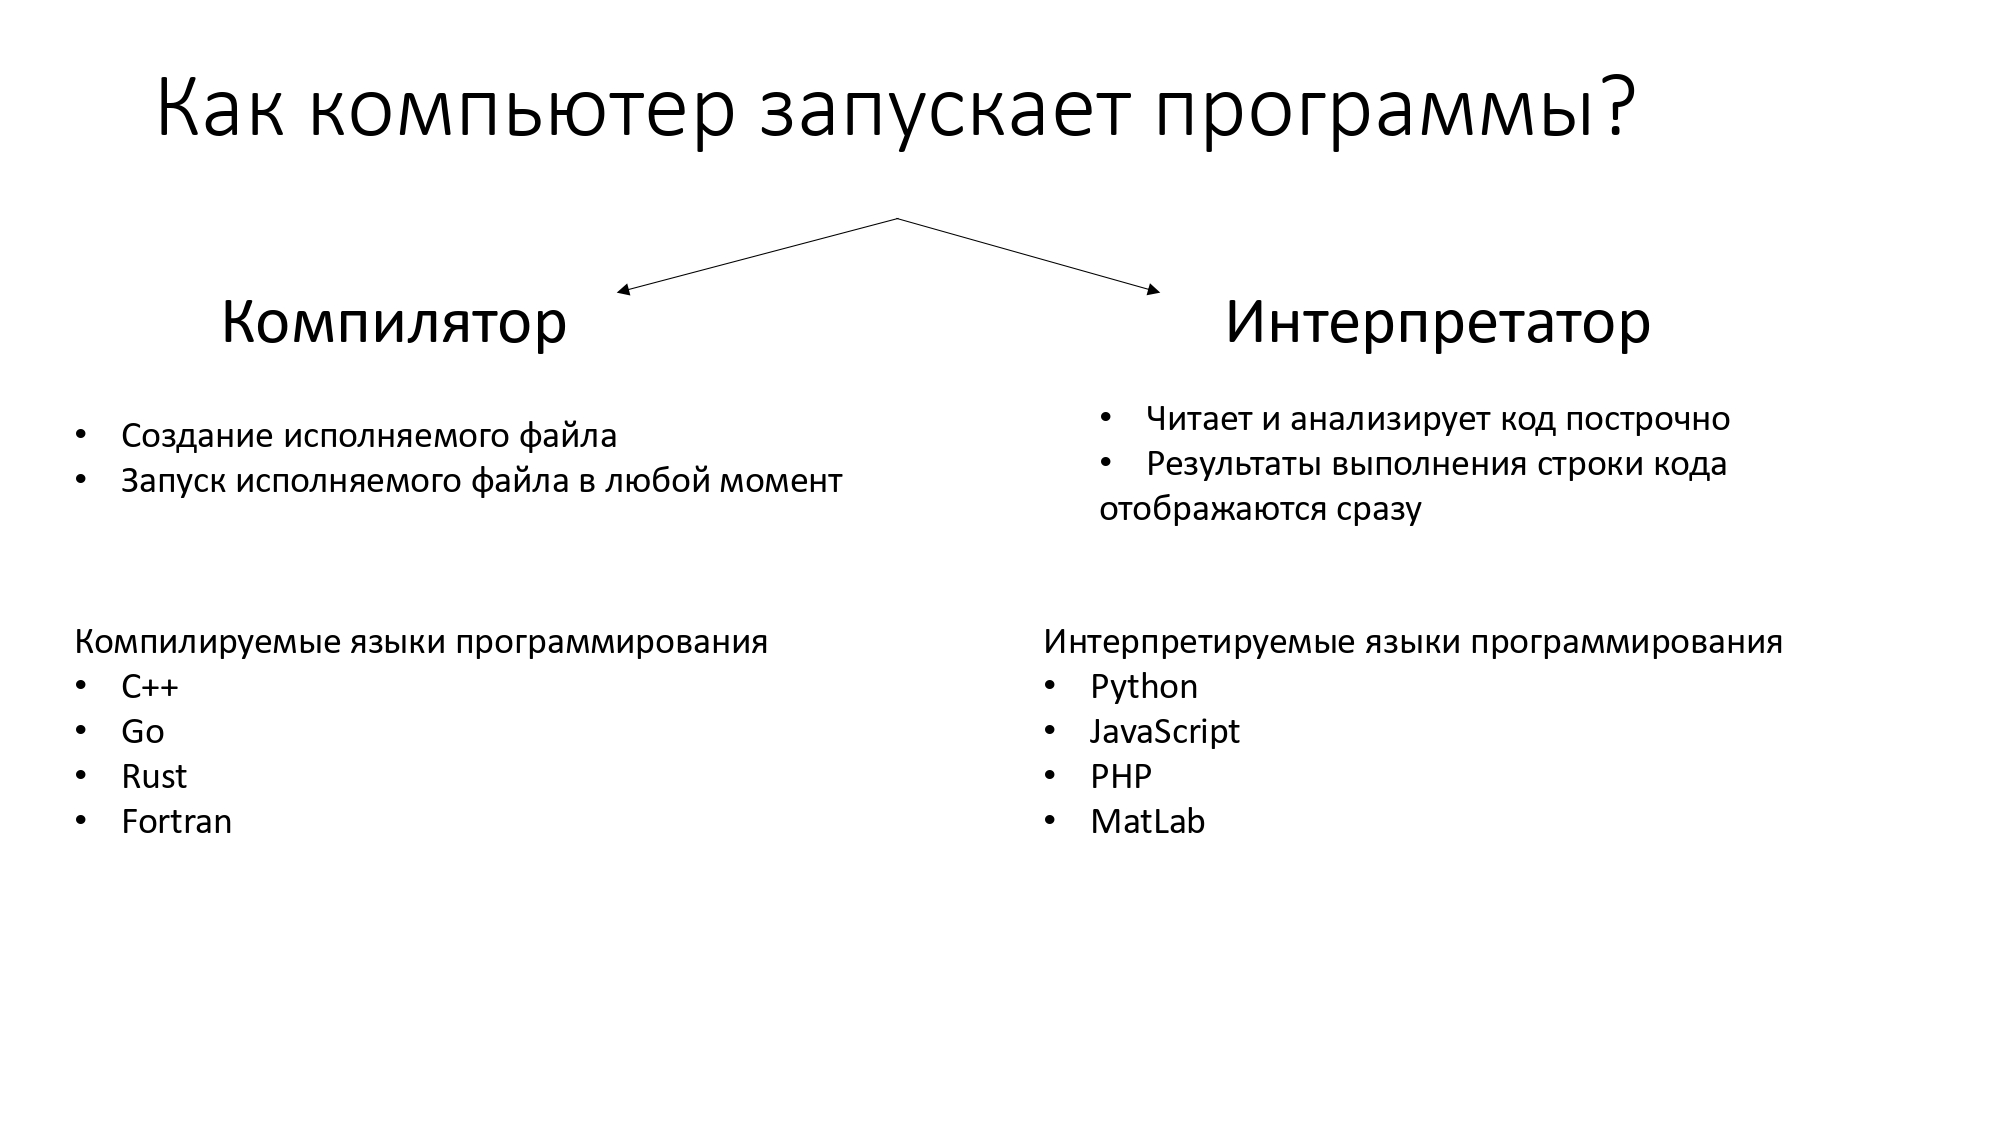 Как компьютер запускает программы?
Компилятор
• Создание исполняемого файла
• Запуск исполняемого файла в любой момент
Компилируемые языки программирования
• C++
• Go
• Rust
• Fortran
Интерпретатор
• Читает и анализирует код построчно
• Результаты выполнения строки кода
отображаются сразу
Интерпретируемые языки программирования
• Python
• JavaScript
• PHP
• MatLab